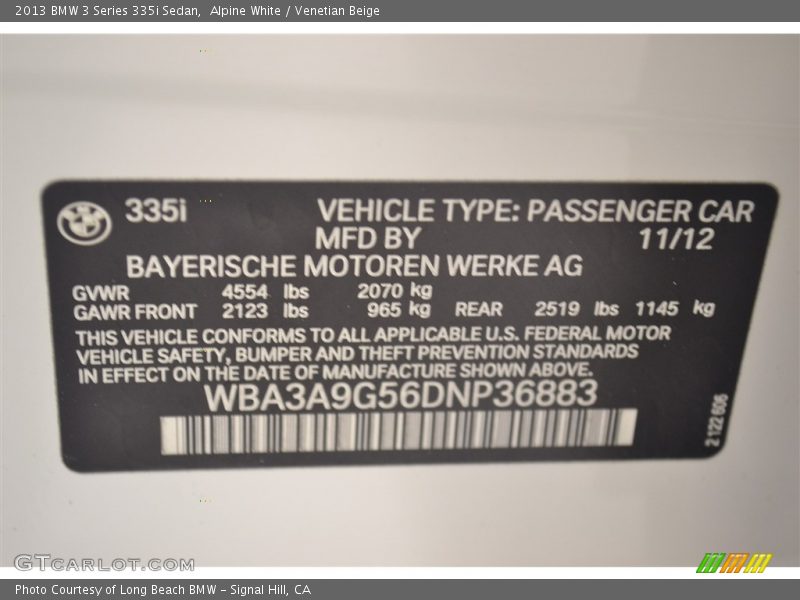 2013 BMW 3 Series 335i Sedan,  Alpine White / Venetian Beige
335i VEHICLE TYPE: PASSENGER CAR
MFD BY 11/12
BAYERISCHE MOTOREN WERKE AG
GVWR 4554 lbs 2070 kg
GAWR FRONT 2123 lbs 965 kg REAR 2519 lbs 1145 kg
THIS VEHICLE CONFORMS TO ALL APPLICABLE U.S. FEDERAL MOTOR
VEHICLE SAFETY, BUMPER AND THEFT PREVENTION STANDARDS
IN EFFECT ON THE DATE OF MANUFACTURE SHOWN ABOVE.
WBA3A9G56DNP36883
2 122 606
GTCARLOT.COM
Photo Courtesy of Long Beach BMW - Signal Hill, CA